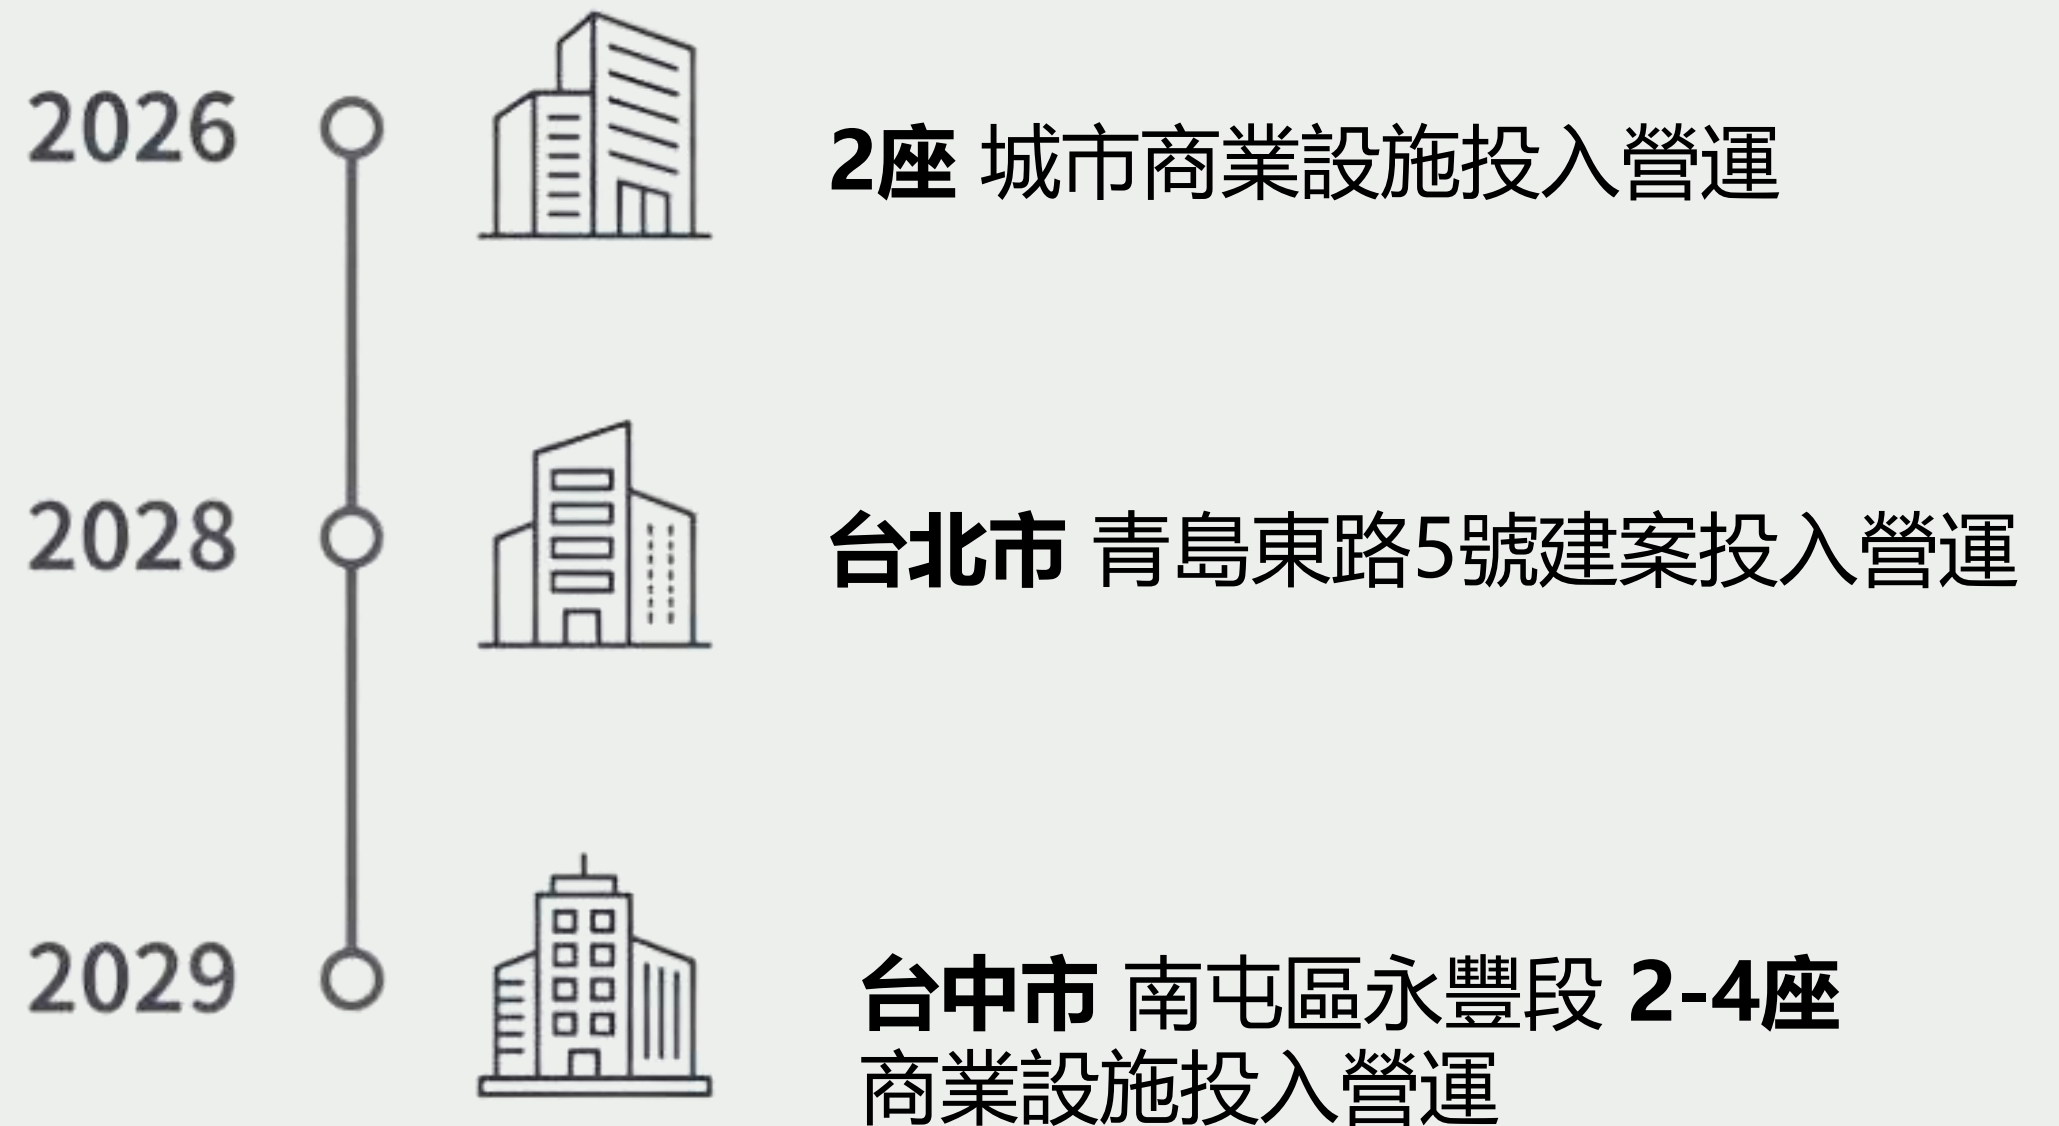 2026
2座 城市商業設施投入營運
2028
台北市 青島東路5號建案投入營運
2029
台中市 南屯區永豐段 2-4座
商業設施投入營運